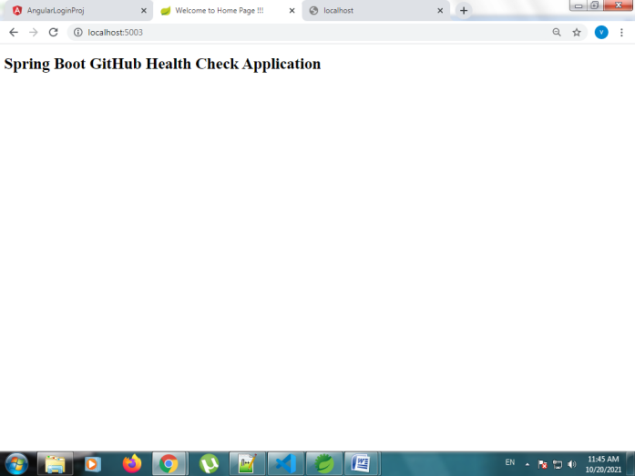 AngularLoginProj
Welcome to Home Page !!!
localhost
localhost:5003
V
Spring Boot GitHub Health Check Application
EN
11:45 AM
10/20/2021